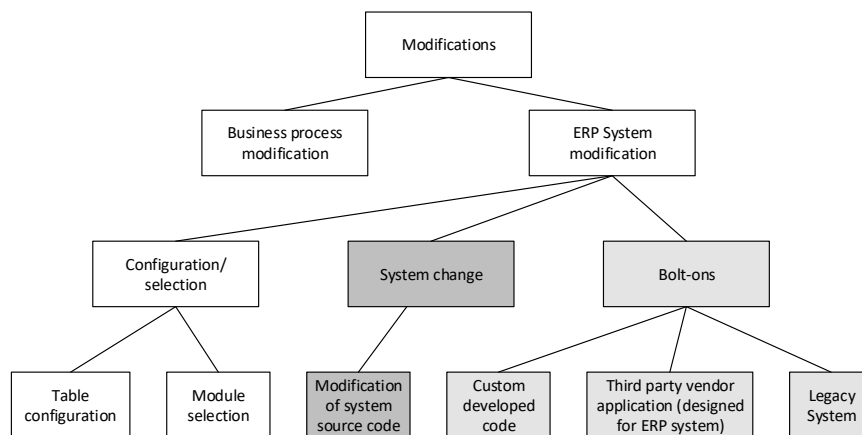 Modifications
Business process
modification
ERP System
modification
Configuration/
selection
System change
Bolt-ons
Table
configuration
Module
selection
Modification
of system
source code
Custom
developed
code
Third party vendor
application (designed
for ERP system)
Legacy
System